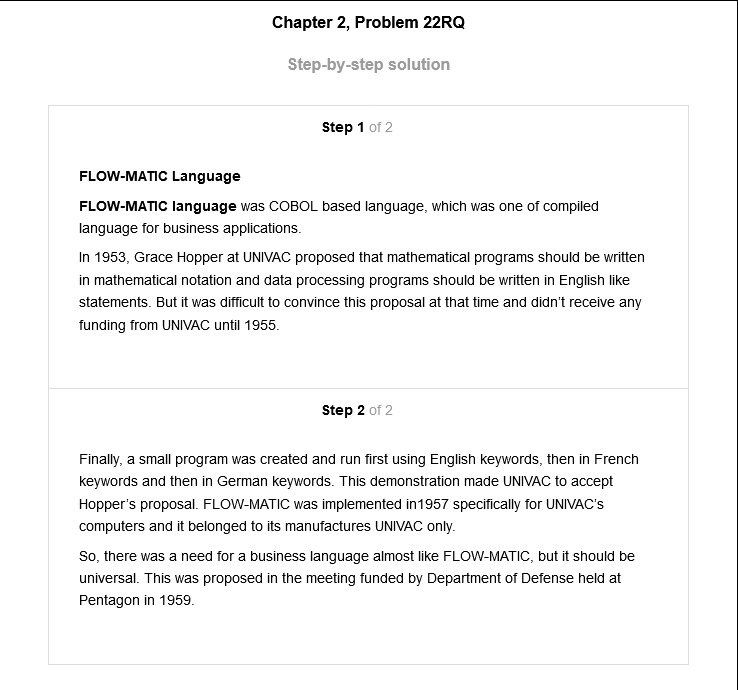 Chapter 2, Problem 22RQ
Step-by-step solution
Step 1 of 2
FLOW-MATIC Language
FLOW-MATIC language was COBOL based language, which was one of compiled
language for business applications.
In 1953, Grace Hopper at UNIVAC proposed that mathematical programs should be written
in mathematical notation and data processing programs should be written in English like
statements. But it was difficult to convince this proposal at that time and didn't receive any
funding from UNIVAC until 1955.
Step 2 of 2
Finally, a small program was created and run first using English keywords, then in French
keywords and then in German keywords. This demonstration made UNIVAC to accept
Hopper's proposal. FLOW-MATIC was implemented in1957 specifically for UNIVAC's
computers and it belonged to its manufactures UNIVAC only.
So, there was a need for a business language almost like FLOW-MATIC, but it should be
universal. This was proposed in the meeting funded by Department of Defense held at
Pentagon in 1959.